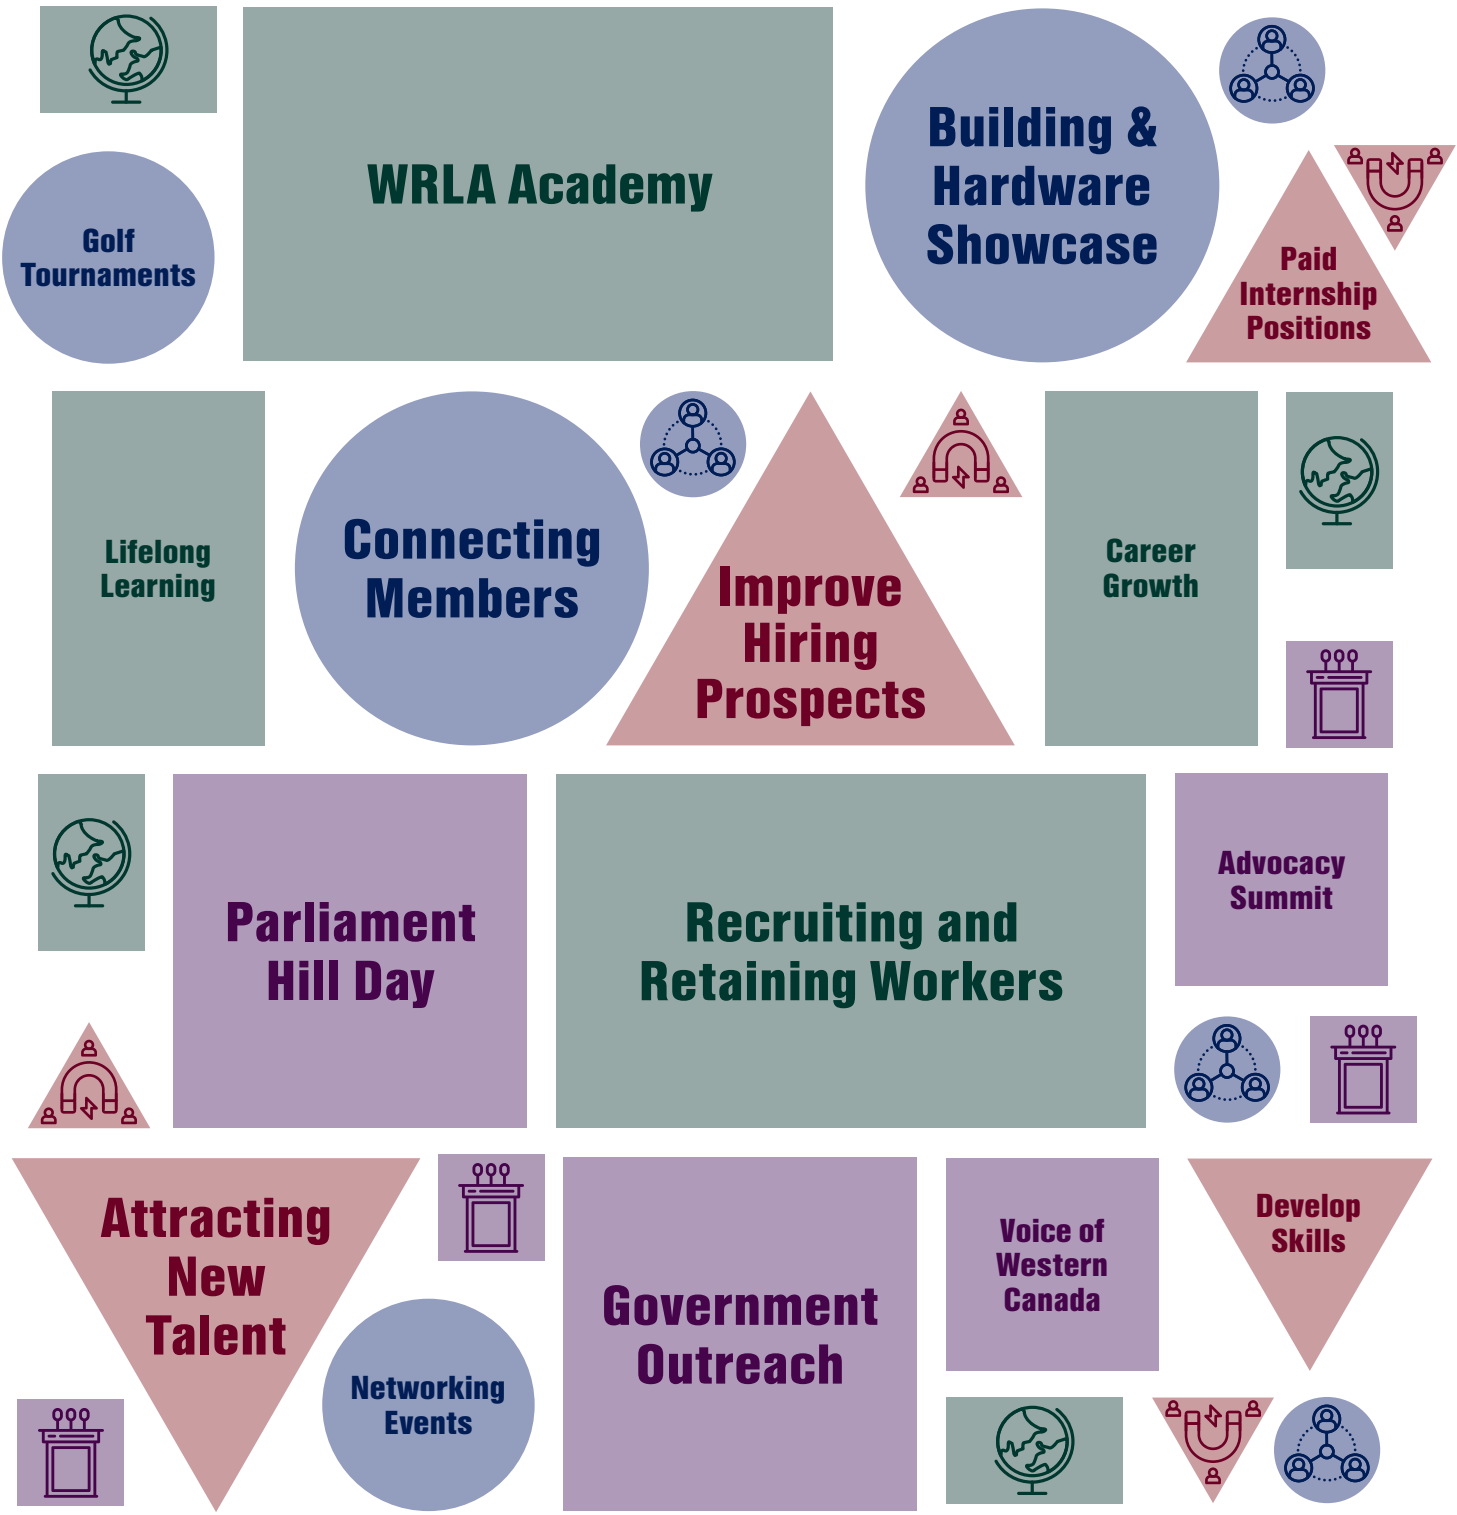 WRLA Academy
Building &
Hardware
Showcase
Golf
Tournaments
Paid
Internship
Positions
Lifelong
Learning
Connecting
Members
Improve
Hiring
Prospects
Career
Growth
Parliament
Hill Day
Recruiting and
Retaining Workers
Advocacy
Summit
Attracting
New
Talent
Networking
Events
Government
Outreach
Voice of
Western
Canada
Develop
Skills